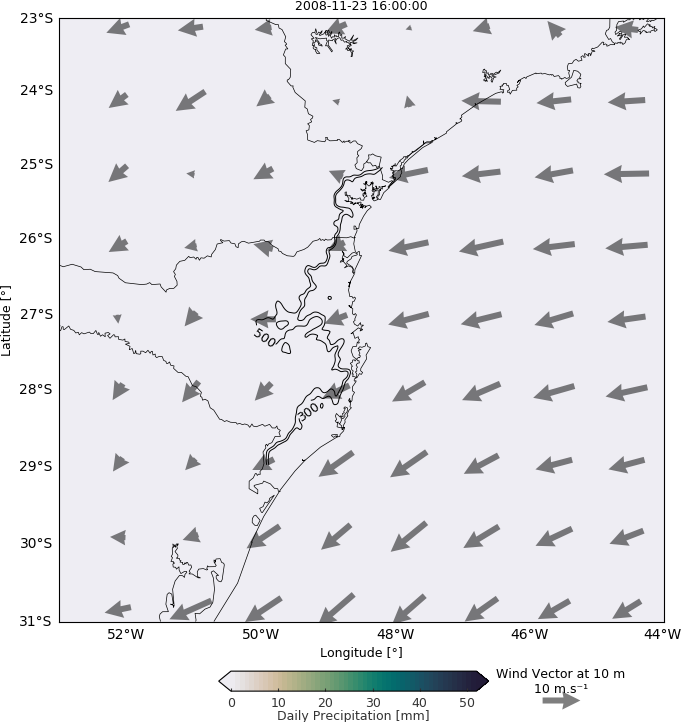 2008-11-23 16:00:00
23°S
24°S
25°S
26°S
27°S
28°S
29°S
30°S
31°S
Latitude [°]
500
300
52°W 50°W 48°W 46°W 44°W
Longitude [°]
0 10 20 30 40 50
Daily Precipitation [mm]
Wind Vector at 10 m
10 m.s⁻¹